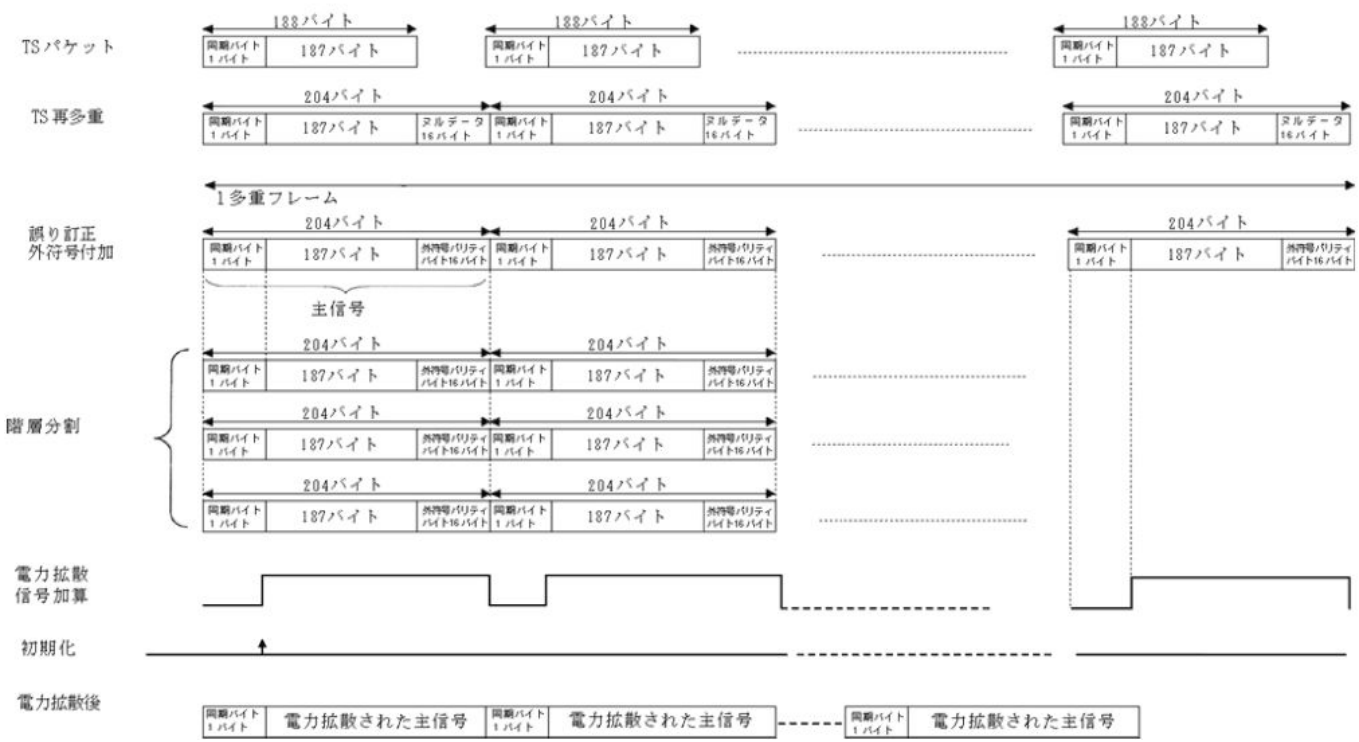 188バイト 188バイト 188バイト
TSパケット 同期バイト 1バイト 187バイト 同期バイト 1バイト 187バイト 同期バイト 1バイト 187バイト
204バイト 204バイト 204バイト
TS再多重 同期バイト 1バイト 187バイト ヌルデータ 16バイト 同期バイト 1バイト 187バイト ヌルデータ 16バイト 同期バイト 1バイト 187バイト ヌルデータ 16バイト
1多重フレーム
204バイト 204バイト 204バイト
誤り訂正
外符号付加
同期バイト 1バイト 187バイト 外符号パリティ バイト16バイト 同期バイト 1バイト 187バイト 外符号パリティ バイト16バイト 同期バイト 1バイト 187バイト 外符号パリティ バイト16バイト
主信号
204バイト 204バイト
同期バイト 1バイト 187バイト 外符号パリティ バイト16バイト 同期バイト 1バイト 187バイト 外符号パリティ バイト16バイト
204バイト 204バイト
階層分割
同期バイト 1バイト 187バイト 外符号パリティ バイト16バイト 同期バイト 1バイト 187バイト 外符号パリティ バイト16バイト
204バイト 204バイト
同期バイト 1バイト 187バイト 外符号パリティ バイト16バイト 同期バイト 1バイト 187バイト 外符号パリティ バイト16バイト
電力拡散
信号加算
初期化
電力拡散後
同期バイト 1バイト 電力拡散された主信号 同期バイト 1バイト 電力拡散された主信号 同期バイト 1バイト 電力拡散された主信号